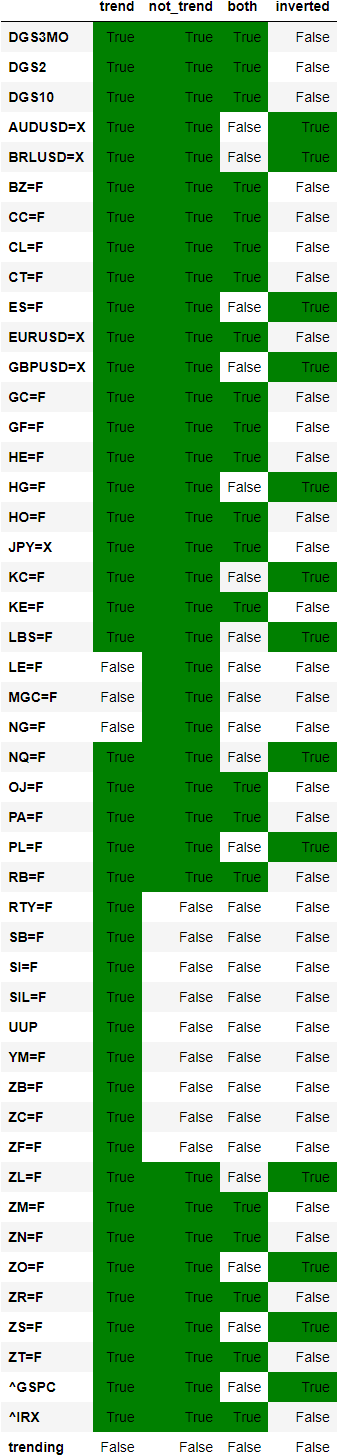 trend not_trend both inverted
DGS3MO True True True False
DGS2 True True True False
DGS10 True True True False
AUDUSD=X True True False True
BRLUSD=X True True False True
BZ=F True True True False
CC=F True True True False
CL=F True True True False
CT=F True True True False
ES=F True True False True
EURUSD=X True True True False
GBPUSD=X True True False True
GC=F True True True False
GF=F True True True False
HE=F True True True False
HG=F True True False True
HO=F True True True False
JPY=X True True True False
KC=F True True False True
KE=F True True True False
LBS=F True True False True
LE=F False True False False
MGC=F False True False False
NG=F False True False False
NQ=F True True False True
OJ=F True True True False
PA=F True True True False
PL=F True True False True
RB=F True True True False
RTY=F True False False False
SB=F True False False False
SI=F True False False False
SIL=F True False False False
UUP True False False False
YM=F True False False False
ZB=F True False False False
ZC=F True False False False
ZF=F True False False False
ZL=F True True False True
ZM=F True True True False
ZN=F True True True False
ZO=F True True False True
ZR=F True True True False
ZS=F True True False True
ZT=F True True True False
^GSPC True True False True
^IRX True True True False
trending False False False False